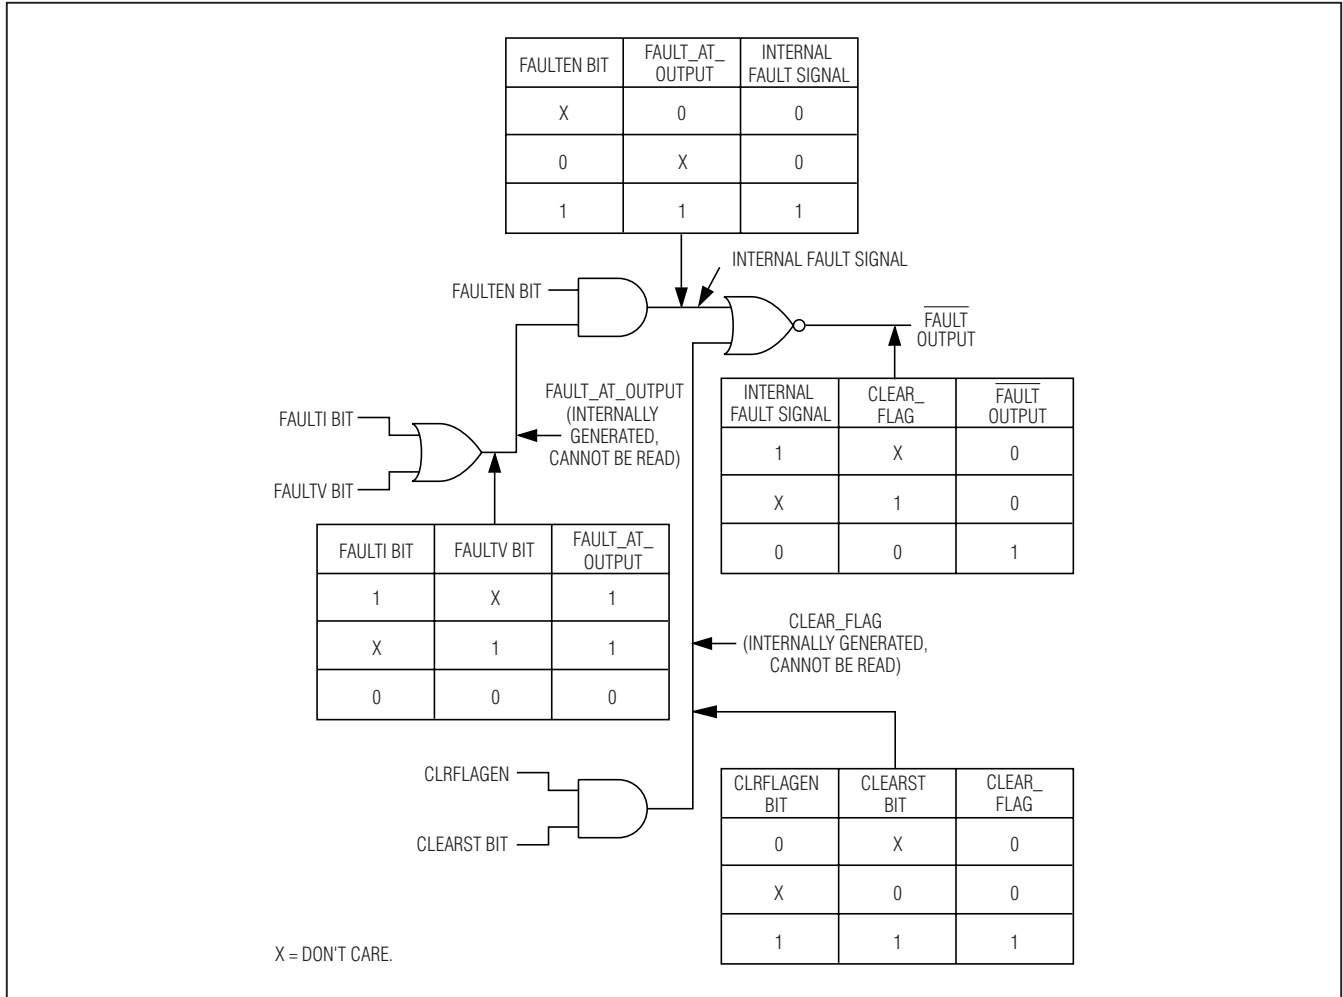 FAULTEN BIT
FAULT_AT_
OUTPUT
INTERNAL
FAULT SIGNAL
X 0 0
0 X 0
1 1 1
INTERNAL FAULT SIGNAL
FAULTEN BIT
FAULT
OUTPUT
FAULT_AT_OUTPUT
(INTERNALLY
GENERATED,
CANNOT BE READ)
FAULTI BIT
FAULTV BIT
INTERNAL
FAULT SIGNAL
CLEAR_
FLAG
FAULT
OUTPUT
1 X 0
X 1 0
0 0 1
FAULTI BIT
FAULTV BIT
FAULT_AT_
OUTPUT
1 X 1
X 1 1
0 0 0
CLEAR_FLAG
(INTERNALLY GENERATED,
CANNOT BE READ)
CLRFLAGEN
CLEARST BIT
CLRFLAGEN
BIT
CLEARST
BIT
CLEAR_
FLAG
0 X 0
X 0 0
1 1 1
X = DON'T CARE.